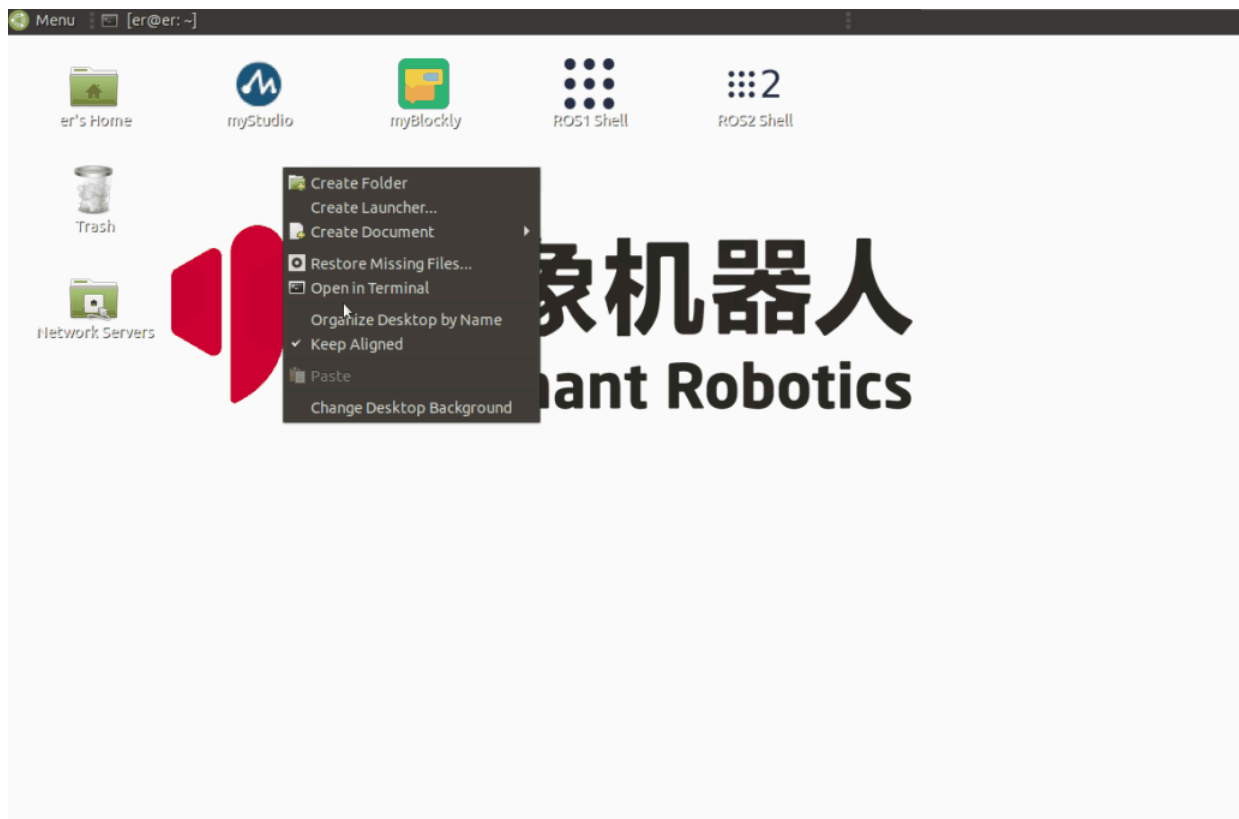 Menu [er@er: ~]
er's Home
myStudio
myBlockly
ROS1 Shell
2
ROS2 Shell
Trash
Network Servers
Create Folder
Create Launcher...
Create Document
Restore Missing Files...
Open in Terminal
Organize Desktop by Name
Keep Aligned
Paste
Change Desktop Background
机器人
Robotics